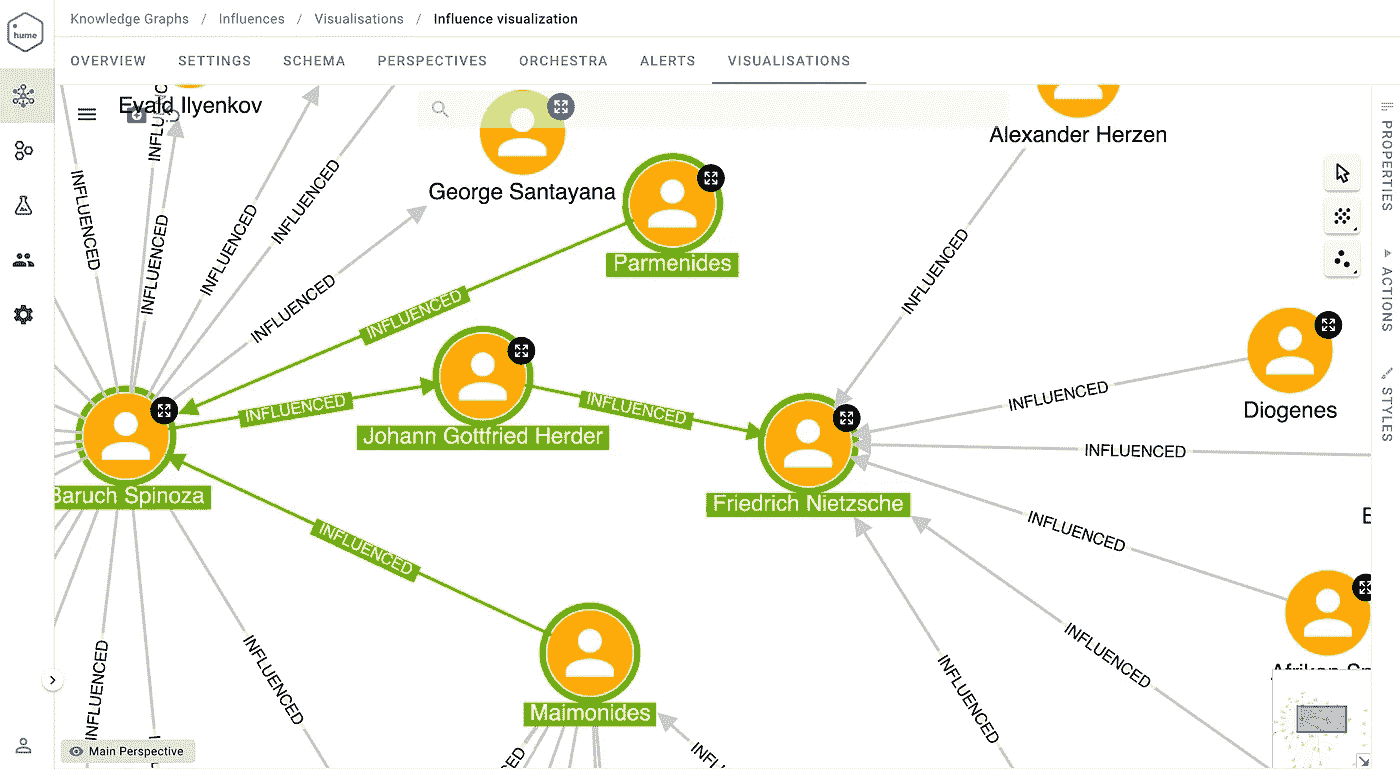 hume
Knowledge Graphs / Influences / Visualisations / Influence visualization
OVERVIEW SETTINGS SCHEMA PERSPECTIVES ORCHESTRA ALERTS VISUALISATIONS
Evald Ilyenkov
George Santayana
Alexander Herzen
Parmenides
INFLUENCED
INFLUENCED
INFLUENCED
INFLUENCED
INFLUENCED
INFLUENCED
INFLUENCED
INFLUENCED
Diogenes
INFLUENCED
INFLUENCED
INFLUENCED
Johann Gottfried Herder
INFLUENCED
Baruch Spinoza
Friedrich Nietzsche
INFLUENCED
INFLUENCED
INFLUENCED
INFLUENCED
INFLUENCED
INFLUENCED
Maimonides
Main Perspective
PROPERTIES
ACTIONS
STYLES